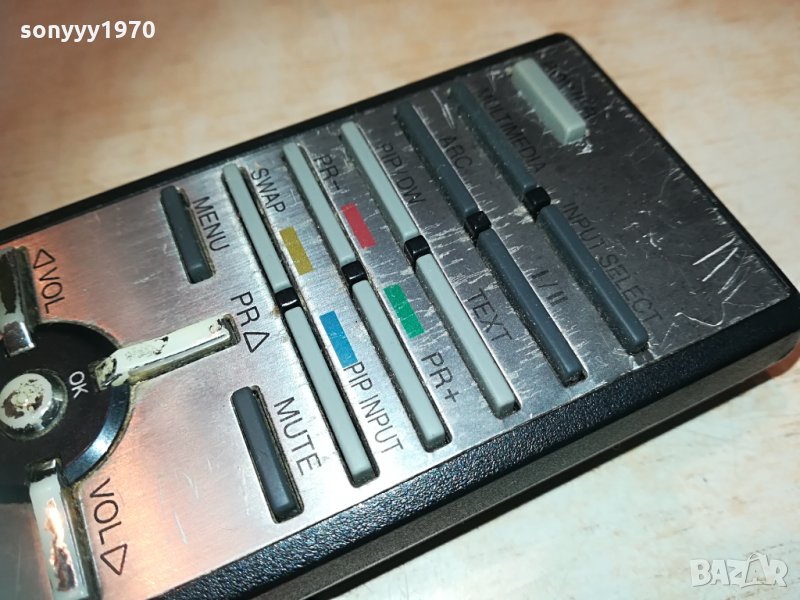 sonyyy1970
MULTIMEDIA
INPUT SELECT
ARC
I/II
PIP/DW
TEXT
PR-
PR+
SWAP
PIP INPUT
MENU
MUTE
PR△
◁VOL
OK
VOL▷
BAZAR